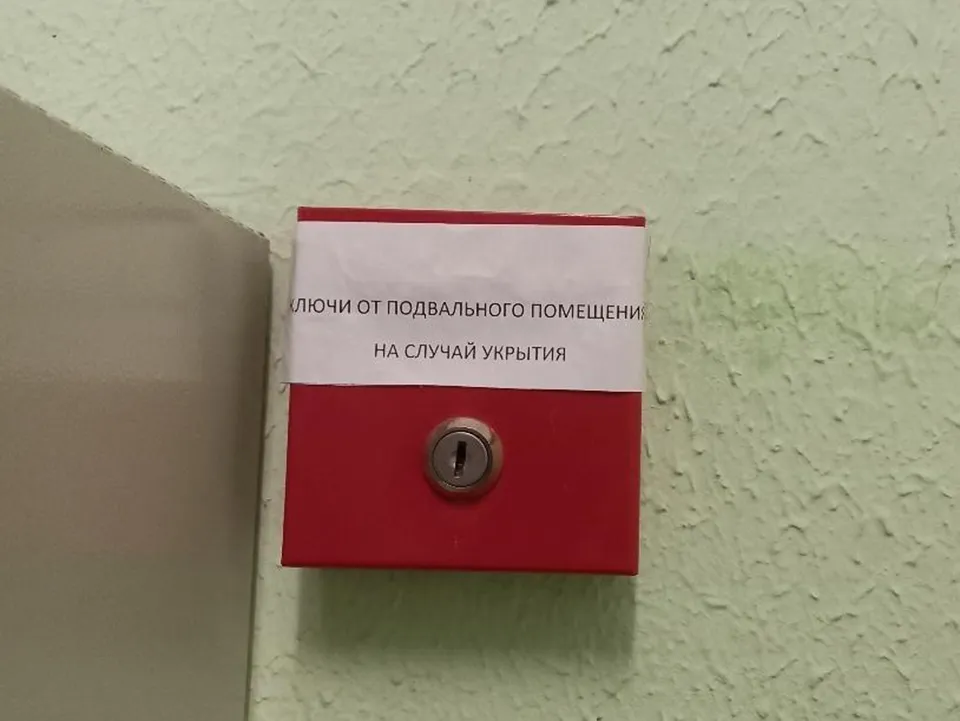 КЛЮЧИ ОТ ПОДВАЛЬНОГО ПОМЕЩЕНИЯ
НА СЛУЧАЙ УКРЫТИЯ